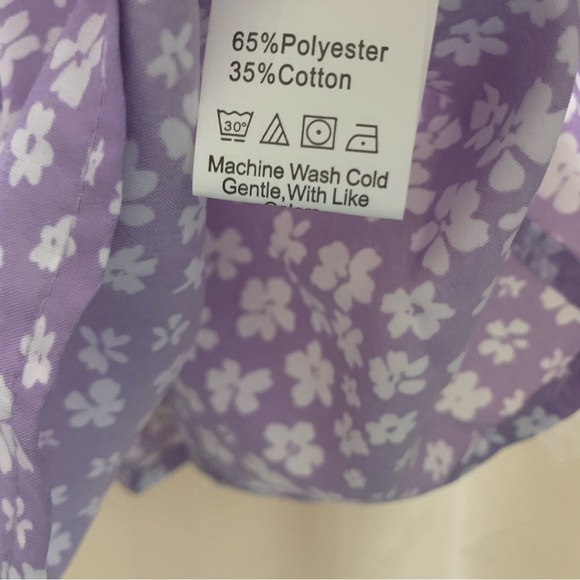 65%Polyester
35%Cotton
30°
Machine Wash Cold
Gentle,With Like